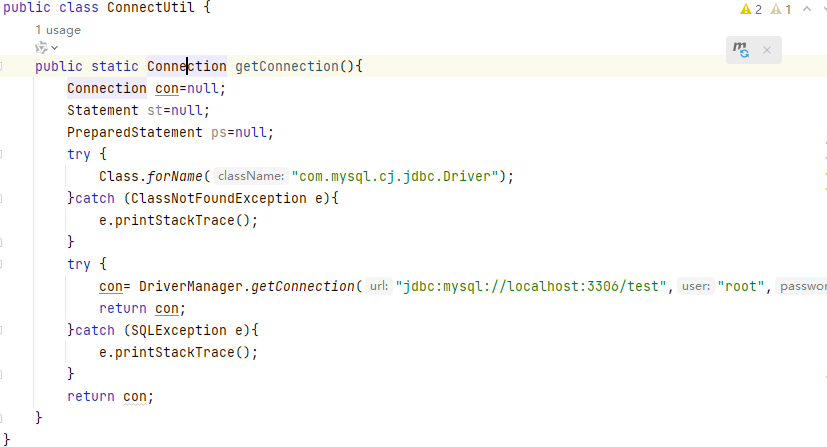 public class ConnectUtil {
2 1
1 usage
public static Connection getConnection(){
Connection con=null;
Statement st=null;
PreparedStatement ps=null;
try {
Class.forName( className: "com.mysql.cj.jdbc.Driver");
}catch (ClassNotFoundException e){
e.printStackTrace();
}
try {
con= DriverManager.getConnection( url: "jdbc:mysql://localhost:3306/test", user: "root",
return con;
}catch (SQLException e){
e.printStackTrace();
}
return con;
}
}